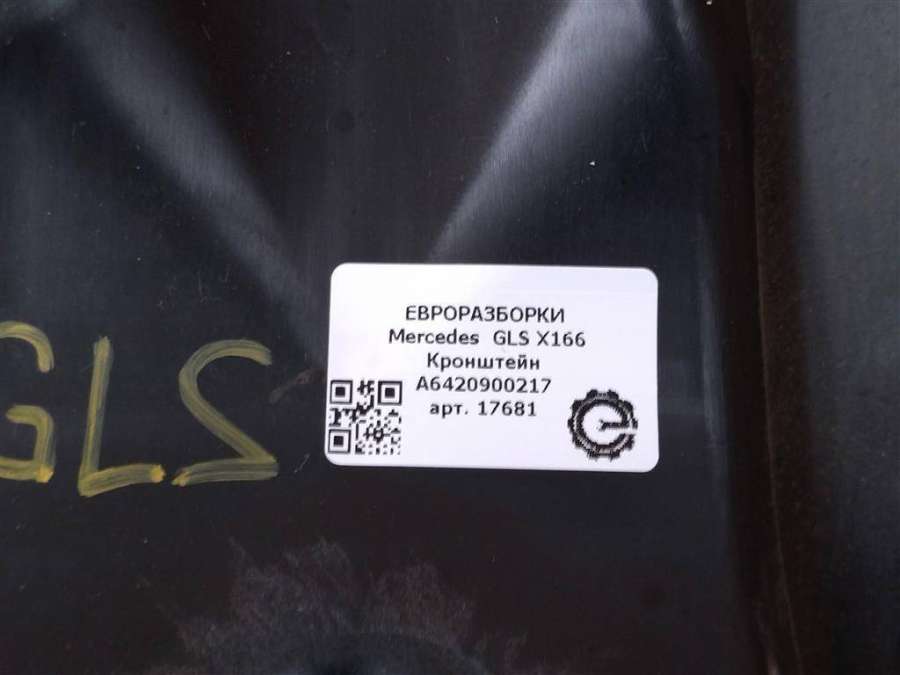 ЕВРОРАЗБОРКИ
Mercedes GLS X166
Кронштейн
A6420900217
арт. 17681
GLS